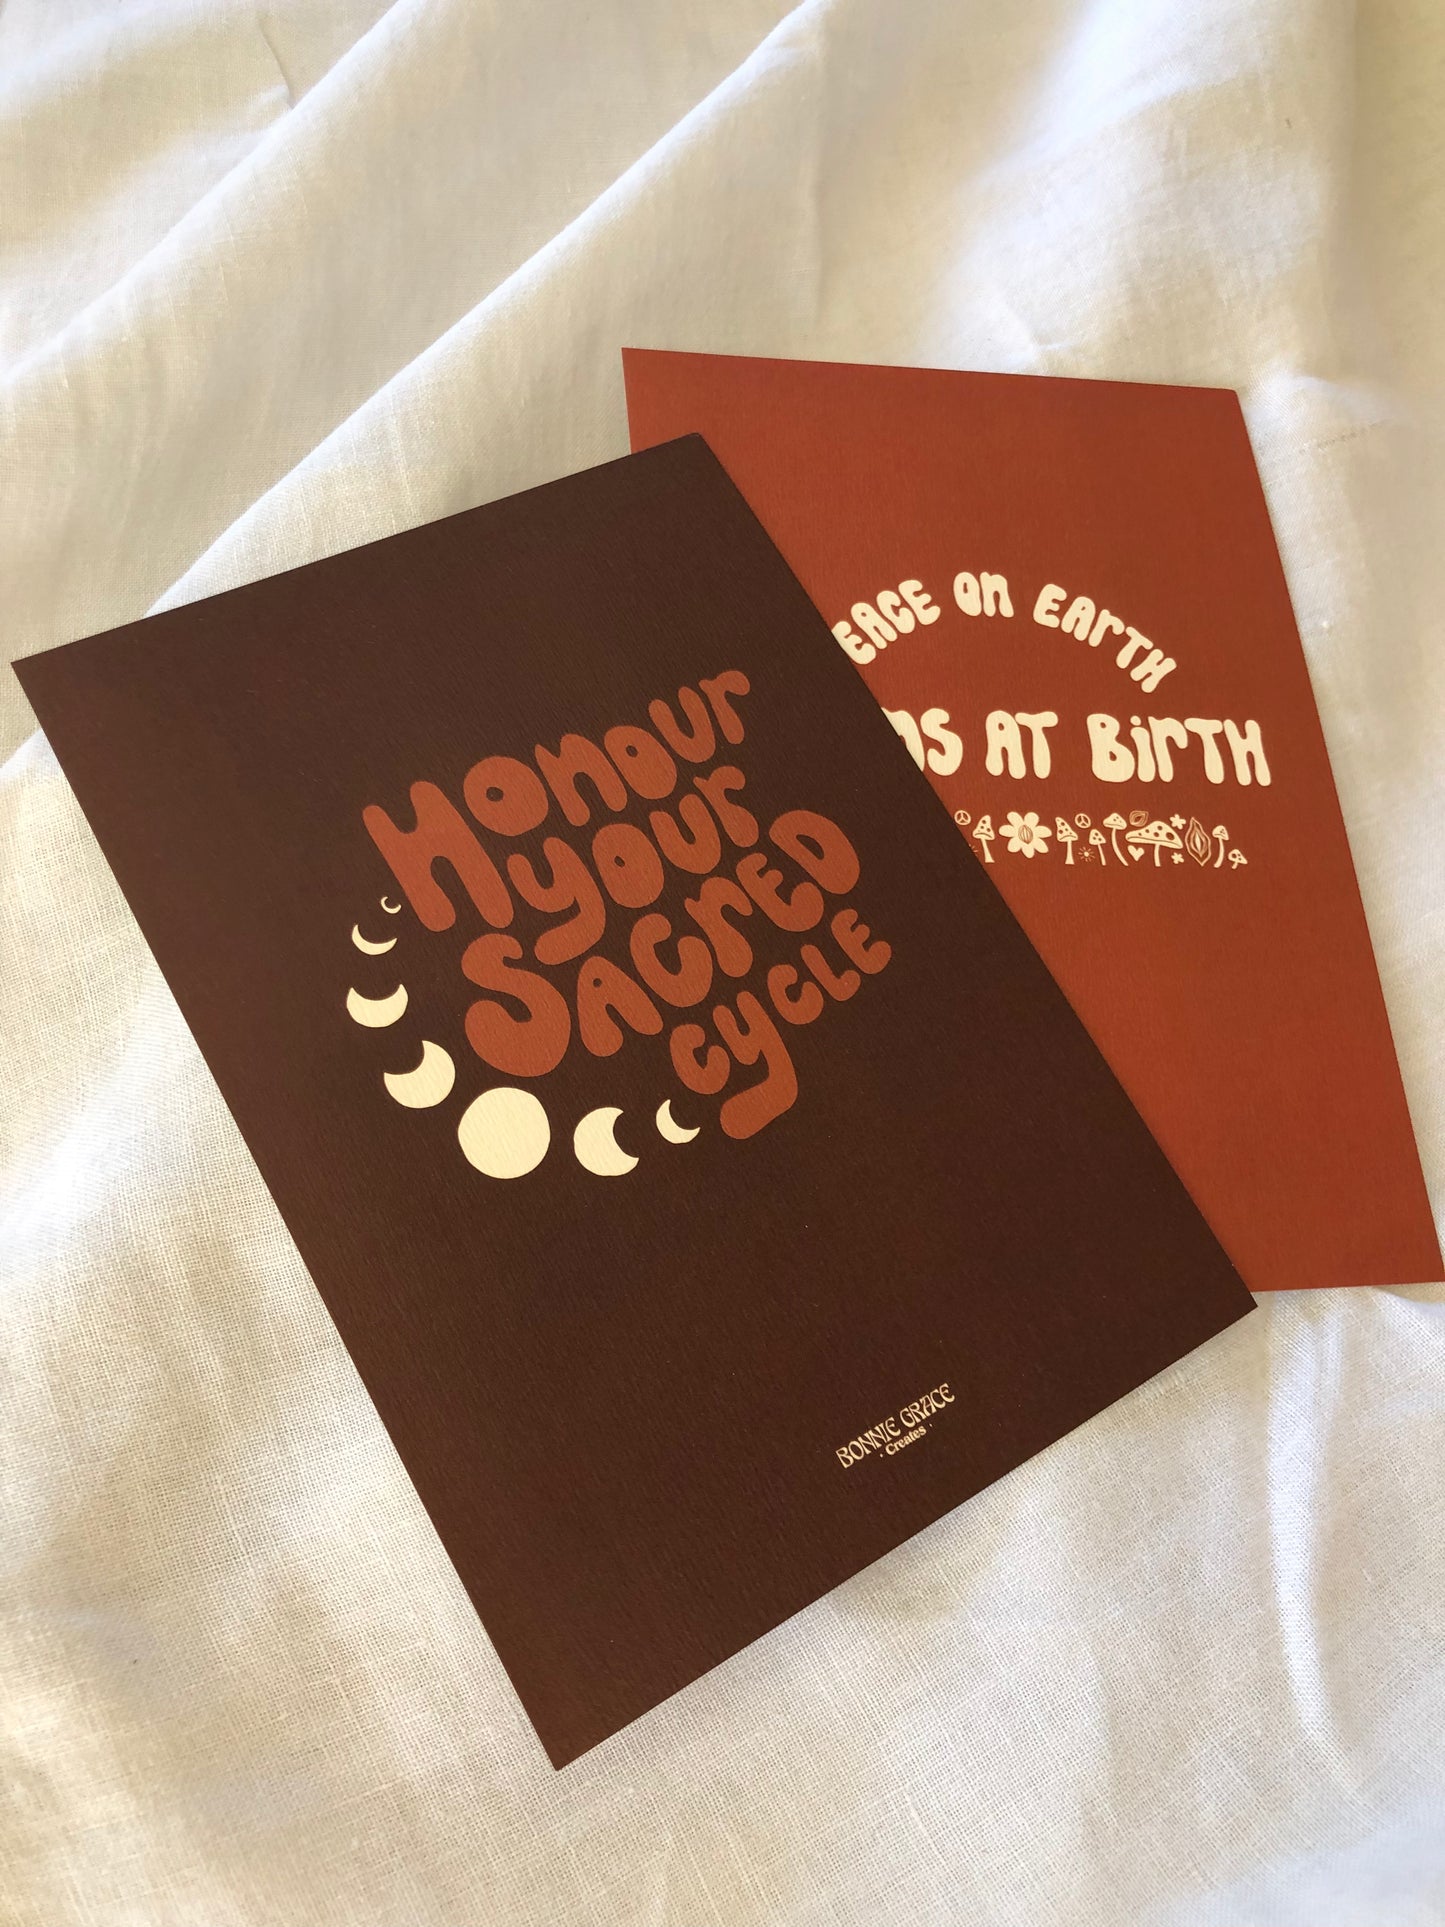 Honour
your
Sacred
cycle
BONNIE GRACE
· Creates ·
ON EARTH
AT BIRTH